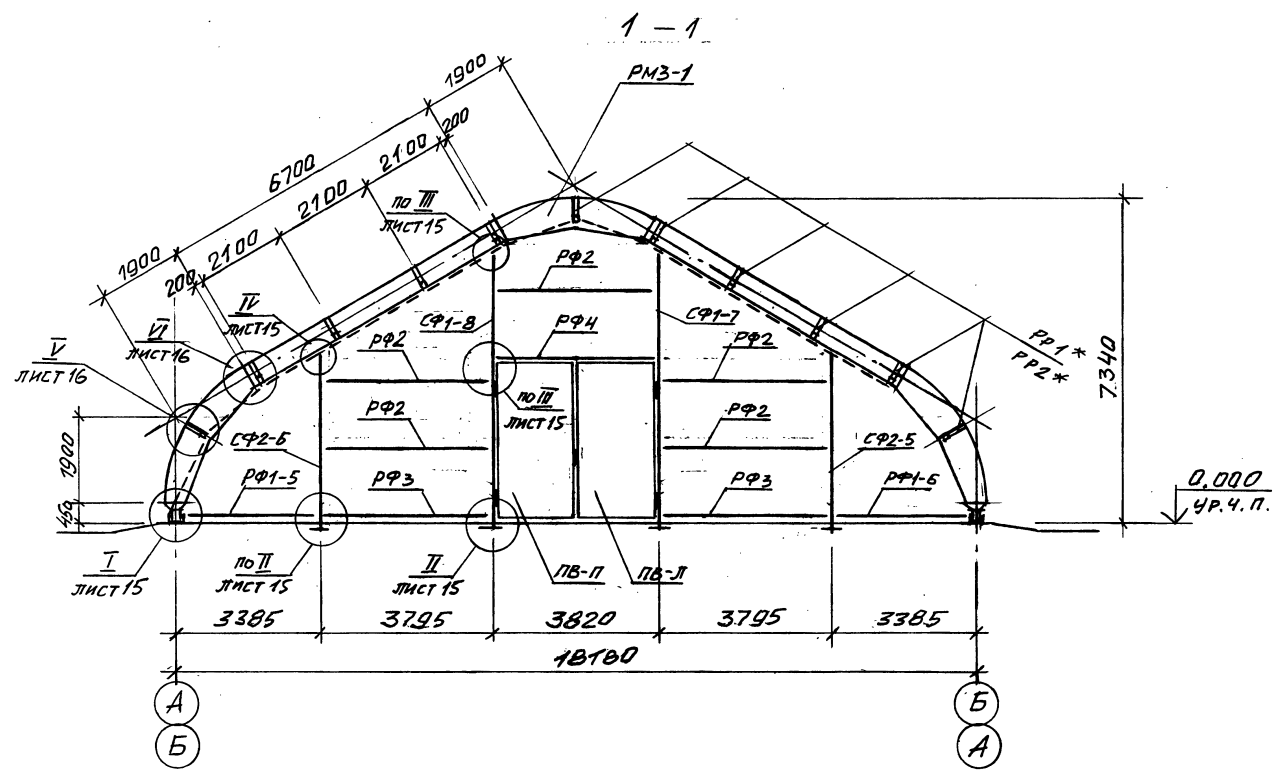 1 – 1
РМ3-1
1900
6700
200
2100
2100
2100
200
1900
по III
лист 15
IV
лист 15
VI
лист 16
V
лист 16
1900
450
РФ2
РФ4
СФ1-8
СФ1-7
РФ2
РФ2
по III
лист 15
РФ2
РФ2
СФ2-Б
СФ2-5
РФ1-5
РФ3
РФ3
РФ1-6
РР1*
РР2*
7340
0.000
УР.Ч.П.
I
лист 15
по II
лист 15
II
лист 15
ПВ-П
ПВ-Л
3385
3795
3820
3795
3385
18180
А
Б
Б
А